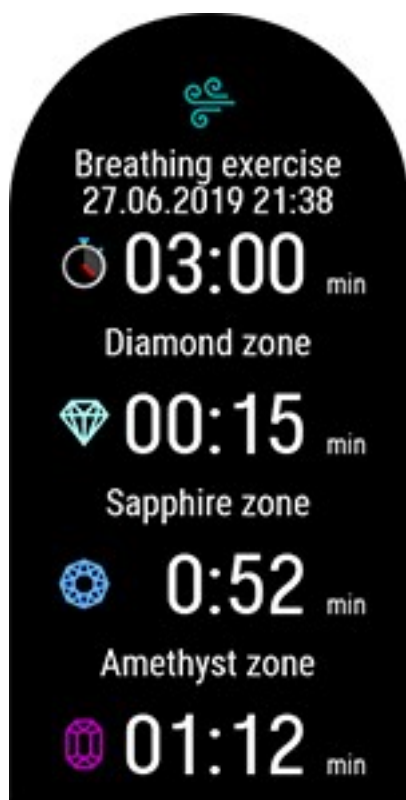 Breathing exercise
27.06.2019 21:38
03:00 min
Diamond zone
00:15 min
Sapphire zone
0:52 min
Amethyst zone
01:12 min